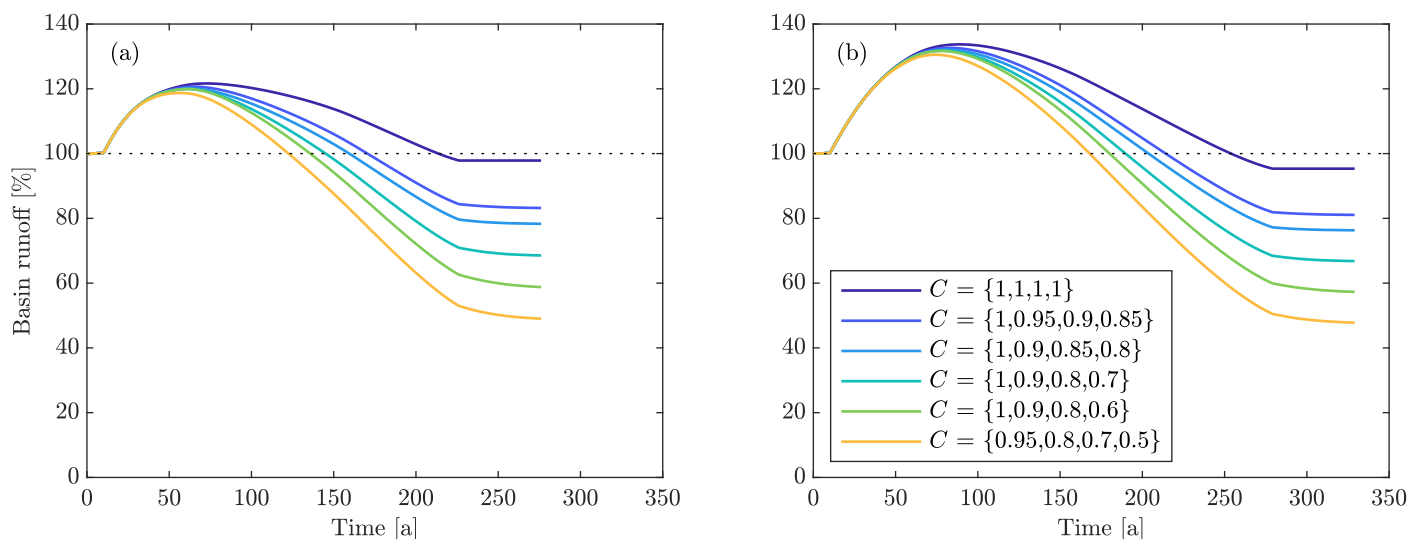 140
120
100
80
60
40
20
0
Basin runoff [%]
(a)
0 50 100 150 200 250 300 350
Time [a]
140
120
100
80
60
40
20
0
(b)
C = {1,1,1,1}
C = {1,0.95,0.9,0.85}
C = {1,0.9,0.85,0.8}
C = {1,0.9,0.8,0.7}
C = {1,0.9,0.8,0.6}
C = {0.95,0.8,0.7,0.5}
0 50 100 150 200 250 300 350
Time [a]